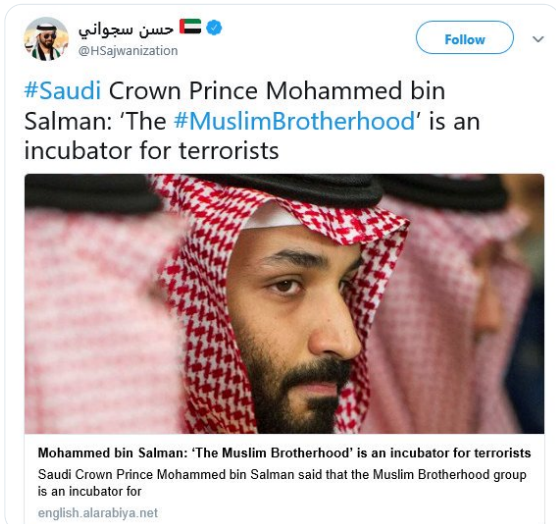 حسن سجواني
@HSajwanization
Follow
#Saudi Crown Prince Mohammed bin
Salman: ‘The #MuslimBrotherhood’ is an
incubator for terrorists
Mohammed bin Salman: ‘The Muslim Brotherhood’ is an incubator for terrorists
Saudi Crown Prince Mohammed bin Salman said that the Muslim Brotherhood group
is an incubator for
english.alarabiya.net